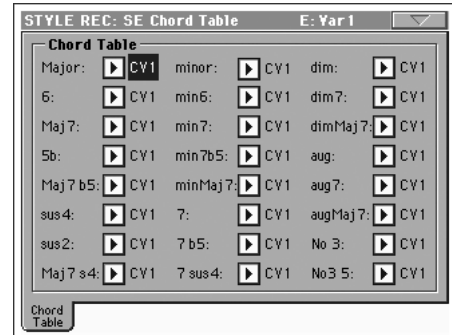 STYLE REC: SE Chord Table E: Var1
Chord Table
Major: CV1 minor: CV1 dim: CV1
6: CV1 min6: CV1 dim7: CV1
Maj7: CV1 min7: CV1 dimMaj7: CV1
5b: CV1 min7b5: CV1 aug: CV1
Maj7b5: CV1 minMaj7: CV1 aug7: CV1
sus4: CV1 7: CV1 augMaj7: CV1
sus2: CV1 7b5: CV1 No 3: CV1
Maj7s4: CV1 7sus4: CV1 No3 5: CV1
Chord
Table